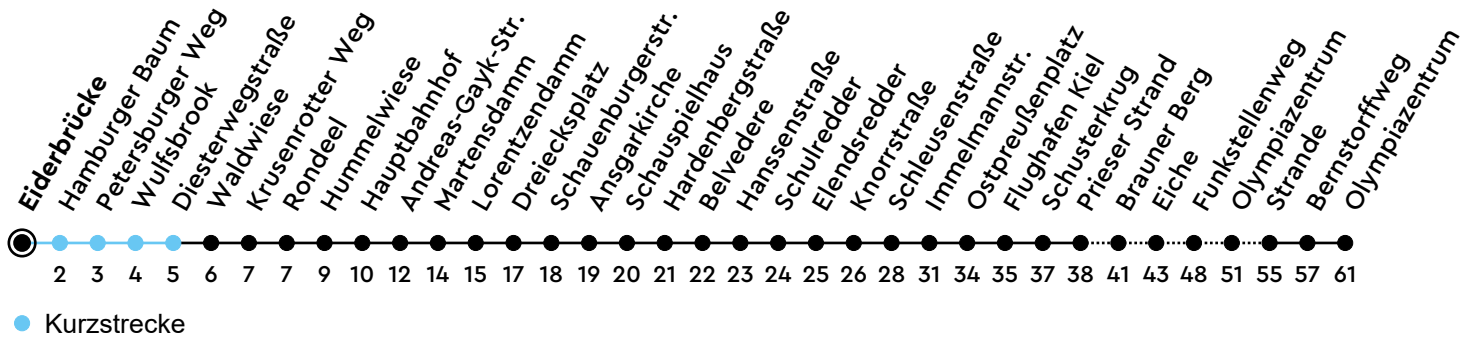 Eiderbrücke
Hamburger Baum
Petersburger Weg
Wulfsbrook
Diesterwegstraße
Waldwiese
Krusenrotter Weg
Rondeel
Hummelwiese
Hauptbahnhof
Andreas-Gayk-Str.
Martensdamm
Lorentzendamm
Dreiecksplatz
Schauenburgerstr.
Ansgarkirche
Schauspielhaus
Hardenbergstraße
Belvedere
Hanssenstraße
Schulredder
Elendsredder
Knorrstraße
Schleusenstraße
Immelmannstr.
Ostpreußenplatz
Flughafen Kiel
Schusterkrug
Prieser Strand
Brauner Berg
Eiche
Funkstellenweg
Olympiazentrum
Strande
Bernstorffweg
Olympiazentrum
2 3 4 5 6 7 7 9 10 12 14 15 17 18 19 20 21 22 23 24 25 26 28 31 34 35 37 38 41 43 48 51 55 57 61
Kurzstrecke